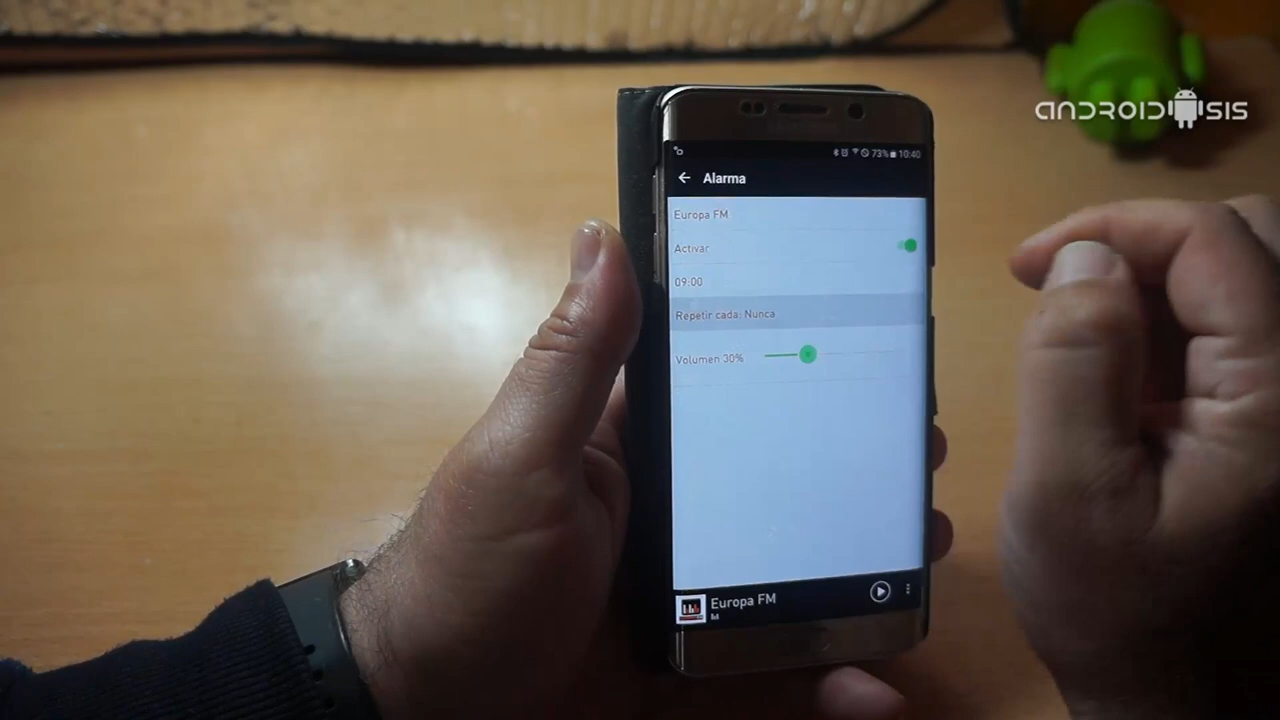 ANDROIDSIS
73% 10:40
Alarma
Europa FM
Activar
09:00
Repetir cada: Nunca
Volumen 30%
Europa FM